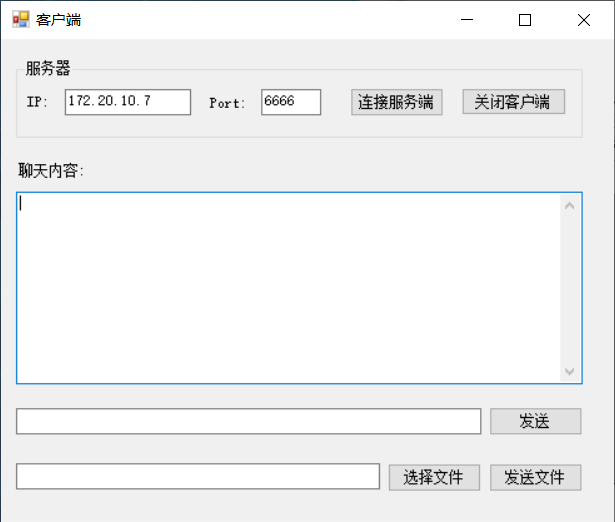 客户端
服务器
IP: 172.20.10.7 Port: 6666 连接服务端 关闭客户端
聊天内容:
发送
选择文件 发送文件